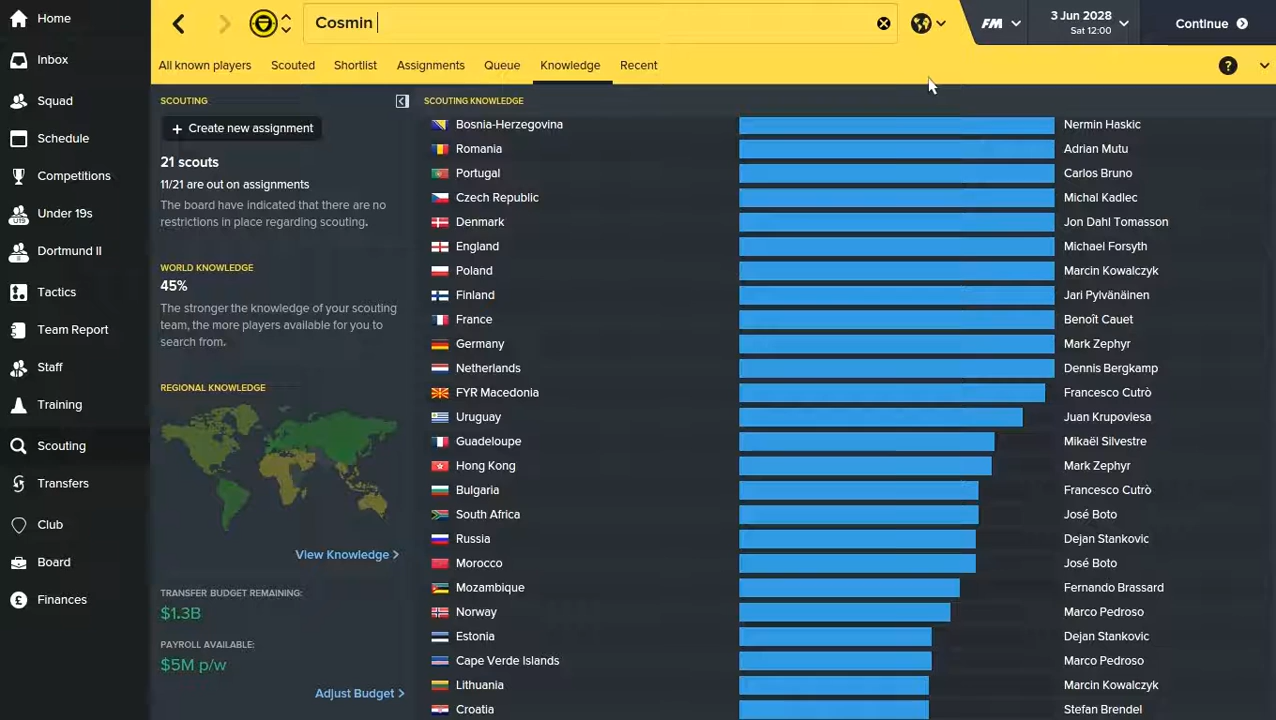 Home
Inbox
Squad
Schedule
Competitions
Under 19s
Dortmund II
Tactics
Team Report
Staff
Training
Scouting
Transfers
Club
Board
Finances
Cosmin
FM
3 Jun 2028
Sat 12:00
Continue
All known players
Scouted
Shortlist
Assignments
Queue
Knowledge
Recent
?
SCOUTING
+ Create new assignment
21 scouts
11/21 are out on assignments
The board have indicated that there are no
restrictions in place regarding scouting.
WORLD KNOWLEDGE
45%
The stronger the knowledge of your scouting
team, the more players available for you to
search from.
REGIONAL KNOWLEDGE
View Knowledge >
TRANSFER BUDGET REMAINING:
$1.3B
PAYROLL AVAILABLE:
$5M p/w
Adjust Budget >
SCOUTING KNOWLEDGE
Bosnia-Herzegovina Nermin Haskic
Romania Adrian Mutu
Portugal Carlos Bruno
Czech Republic Michal Kadlec
Denmark Jon Dahl Tomasson
England Michael Forsyth
Poland Marcin Kowalczyk
Finland Jari Pylvänäinen
France Benoît Cauet
Germany Mark Zephyr
Netherlands Dennis Bergkamp
FYR Macedonia Francesco Cutrò
Uruguay Juan Krupoviesa
Guadeloupe Mikaël Silvestre
Hong Kong Mark Zephyr
Bulgaria Francesco Cutrò
South Africa José Boto
Russia Dejan Stankovic
Morocco José Boto
Mozambique Fernando Brassard
Norway Marco Pedroso
Estonia Dejan Stankovic
Cape Verde Islands Marco Pedroso
Lithuania Marcin Kowalczyk
Croatia Stefan Brendel